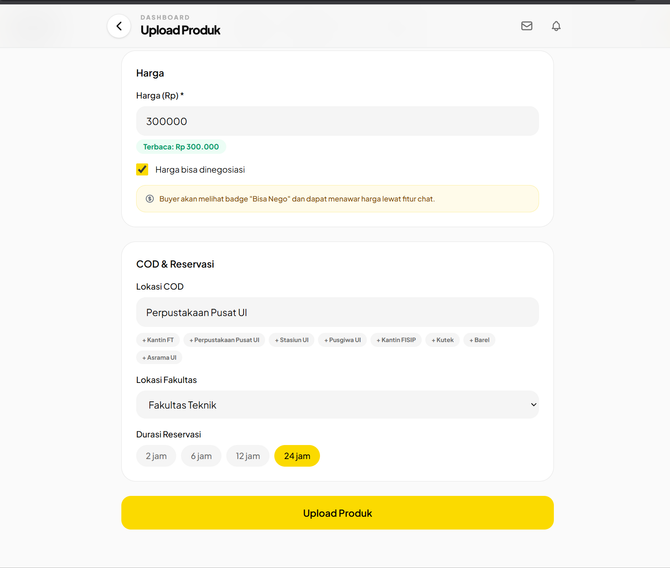 DASHBOARD
Upload Produk
Harga
Harga (Rp) *
300000
Terbaca: Rp 300.000
Harga bisa dinegosiasi
Buyer akan melihat badge "Bisa Nego" dan dapat menawar harga lewat fitur chat.
COD & Reservasi
Lokasi COD
Perpustakaan Pusat UI
+ Kantin FT + Perpustakaan Pusat UI + Stasiun UI + Pusgiwa UI + Kantin FISIP + Kutek + Barel
+ Asrama UI
Lokasi Fakultas
Fakultas Teknik
Durasi Reservasi
2 jam 6 jam 12 jam 24 jam
Upload Produk